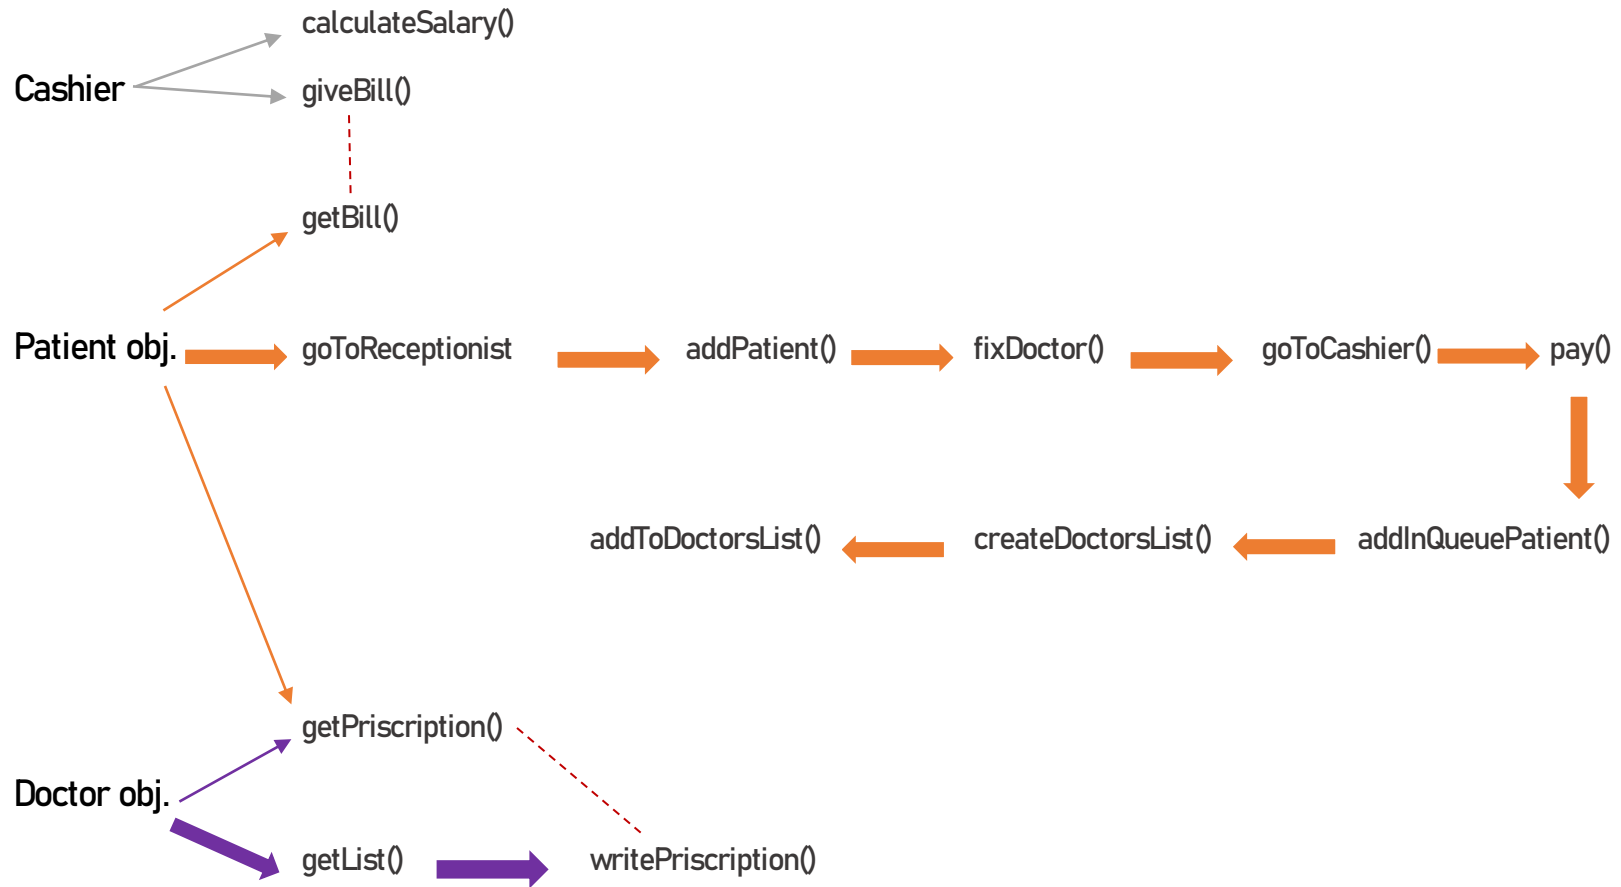 calculateSalary()
Cashier
giveBill()
getBill()
Patient obj.
goToReceptionist
addPatient()
fixDoctor()
goToCashier()
pay()
addToDoctorsList()
createDoctorsList()
addInQueuePatient()
getPriscription()
Doctor obj.
getList()
writePriscription()